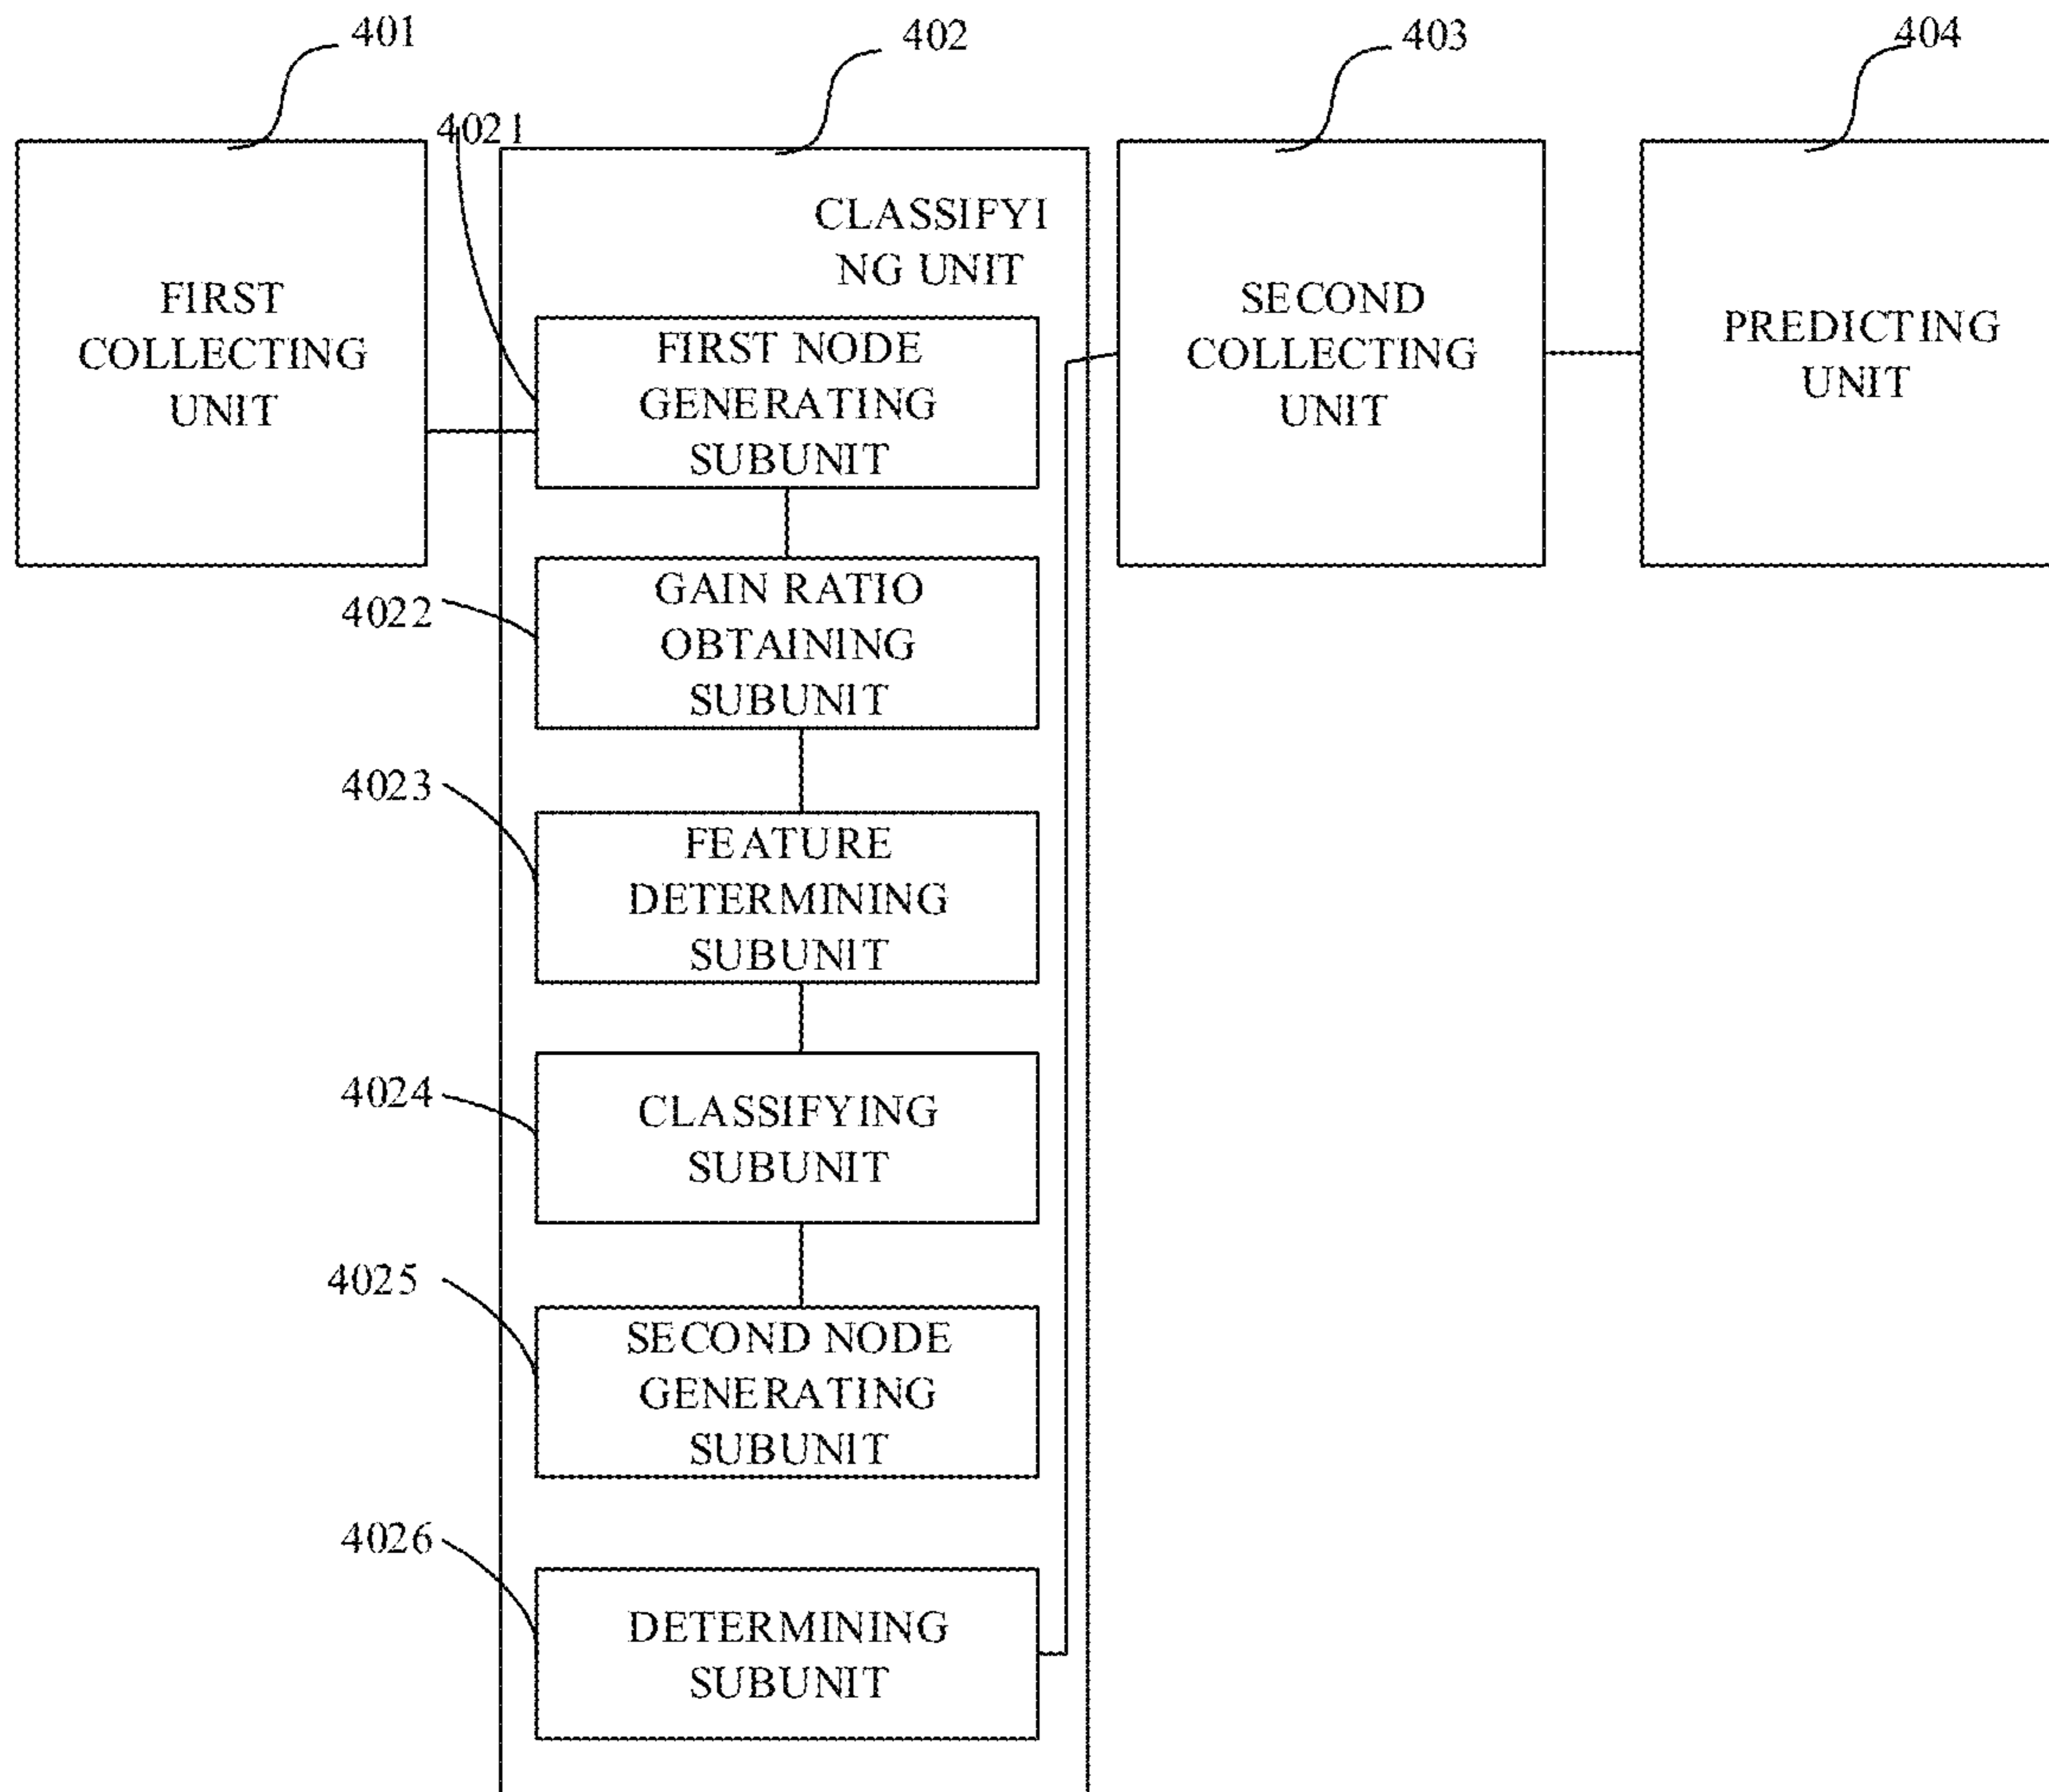 401
402
403
404
4021
FIRST
COLLECTING
UNIT
CLASSIFYI
NG UNIT
FIRST NODE
GENERATING
SUBUNIT
4022
GAIN RATIO
OBTAINING
SUBUNIT
4023
FEATURE
DETERMINING
SUBUNIT
4024
CLASSIFYING
SUBUNIT
4025
SECOND NODE
GENERATING
SUBUNIT
4026
DETERMINING
SUBUNIT
SECOND
COLLECTING
UNIT
PREDICTING
UNIT